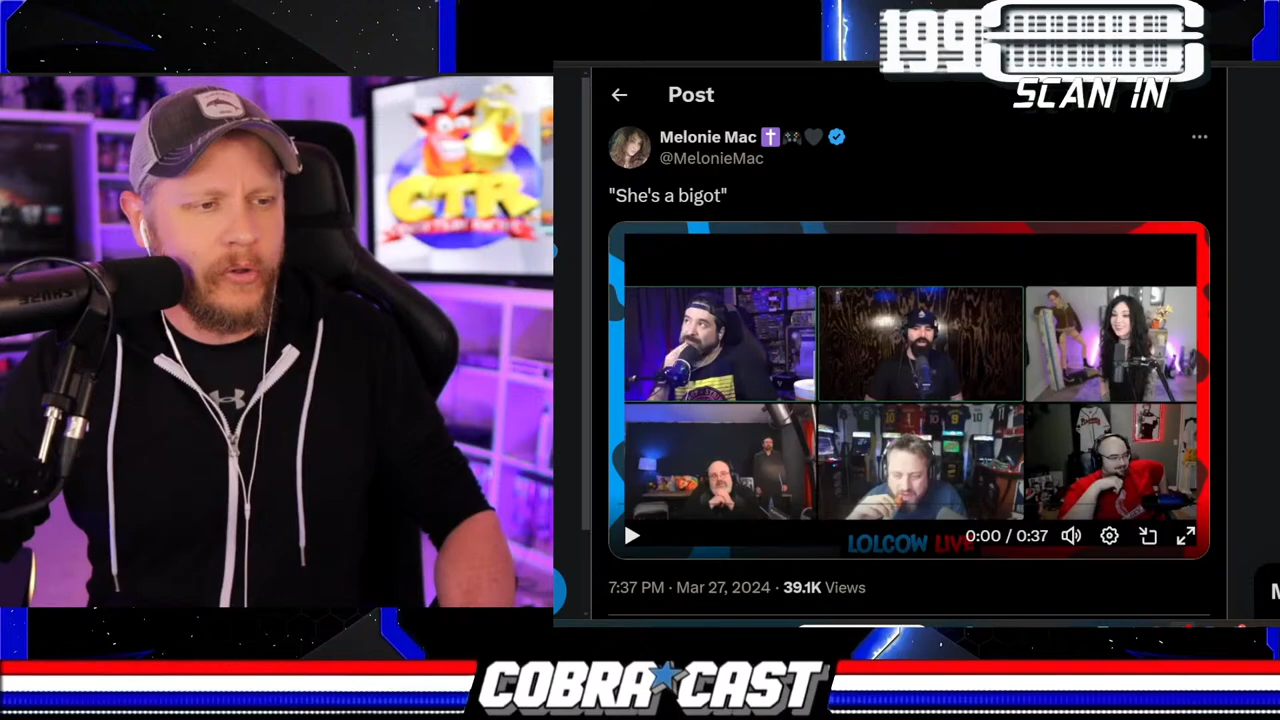 199
SCAN IN
Post
Melonie Mac
@MelonieMac
"She's a bigot"
CTR
0:00 / 0:37
LOLCOW LIVE
7:37 PM · Mar 27, 2024 · 39.1K Views
COBRA CAST